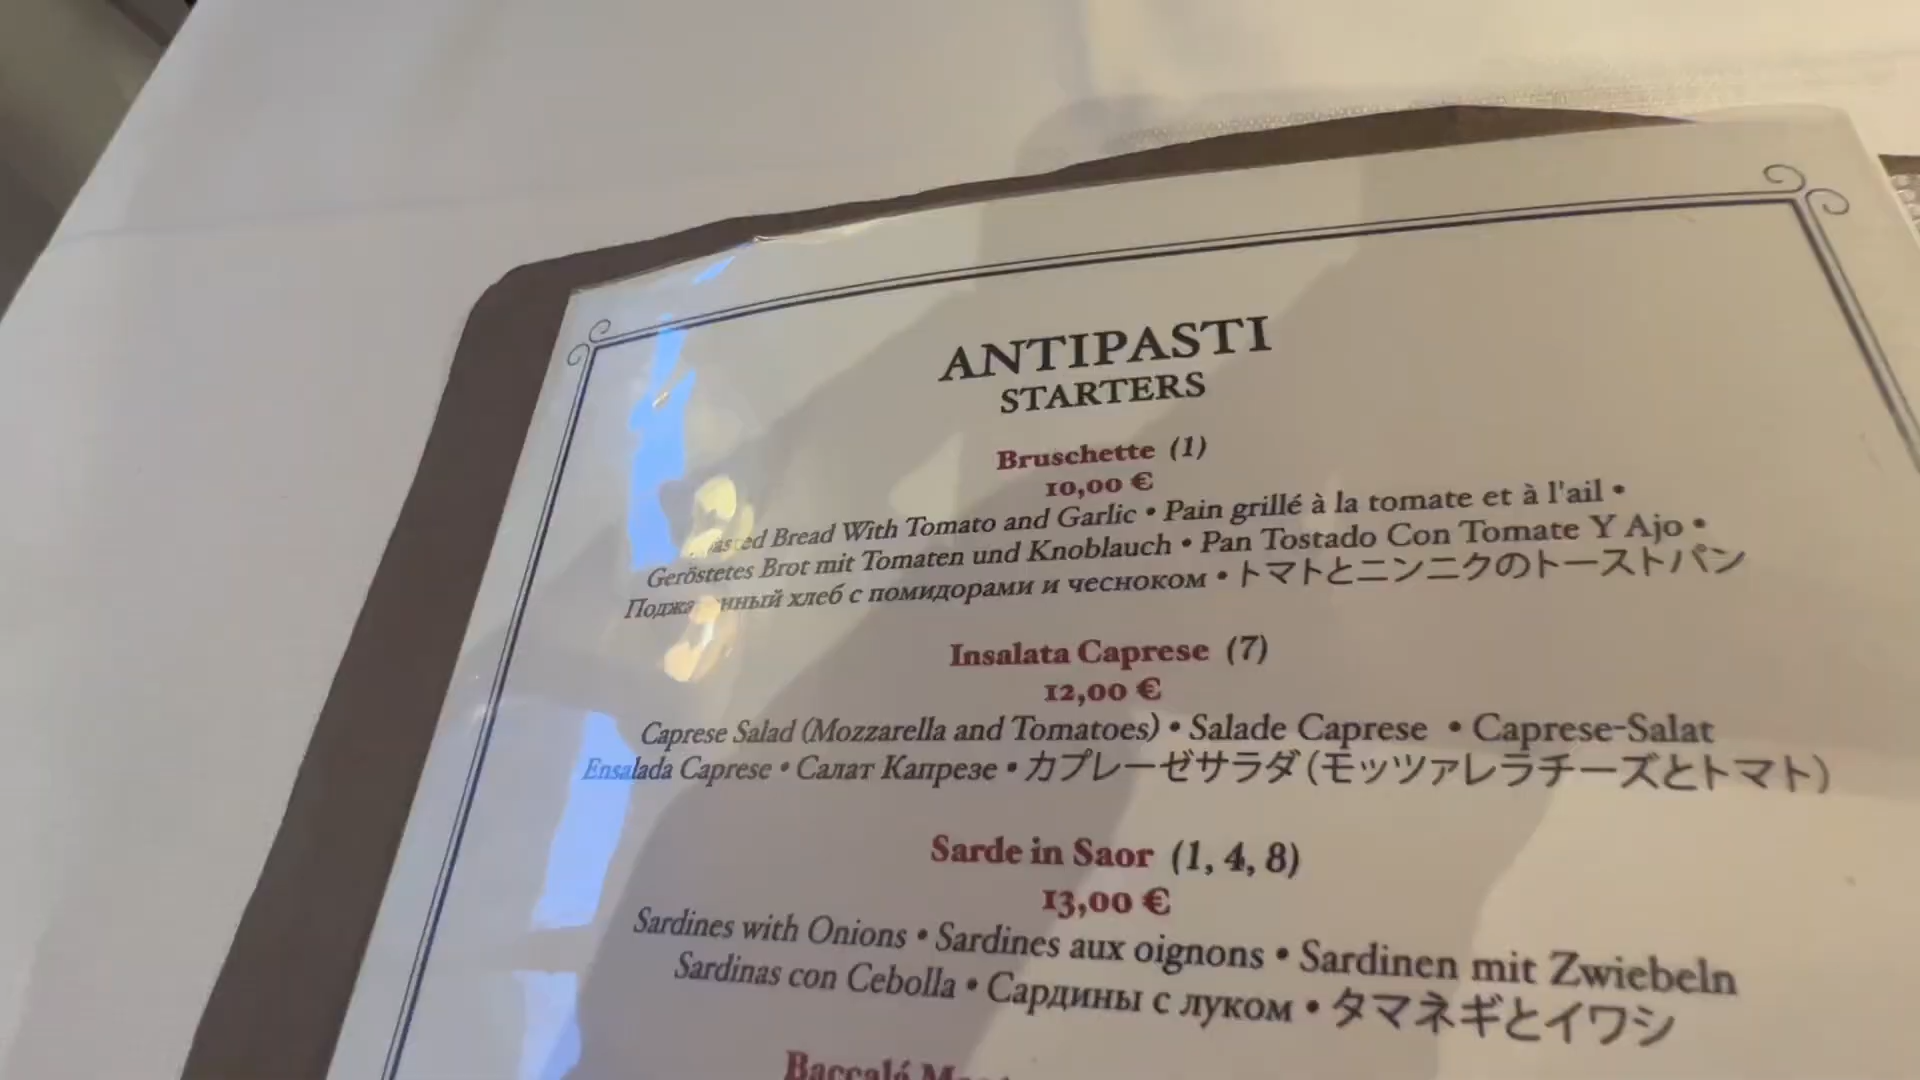 ANTIPASTI
STARTERS
Bruschette (1)
10,00 €
Bread With Tomato and Garlic • Pain grillé à la tomate et à l'ail •
Geröstetes Brot mit Tomaten und Knoblauch • Pan Tostado Con Tomate Y Ajo •
хлеб с помидорами и чесноком • トマトとニンニクのトーストパン
Insalata Caprese (7)
12,00 €
Caprese Salad (Mozzarella and Tomatoes) • Salade Caprese • Caprese-Salat
Ensalada Caprese • Салат Капрезе • カプレーゼサラダ (モッツァレラチーズとトマト)
Sarde in Saor (1, 4, 8)
13,00 €
Sardines with Onions • Sardines aux oignons • Sardinen mit Zwiebeln
Sardinas con Cebolla • Сардины с луком • タマネギとイワシ
Baccalá